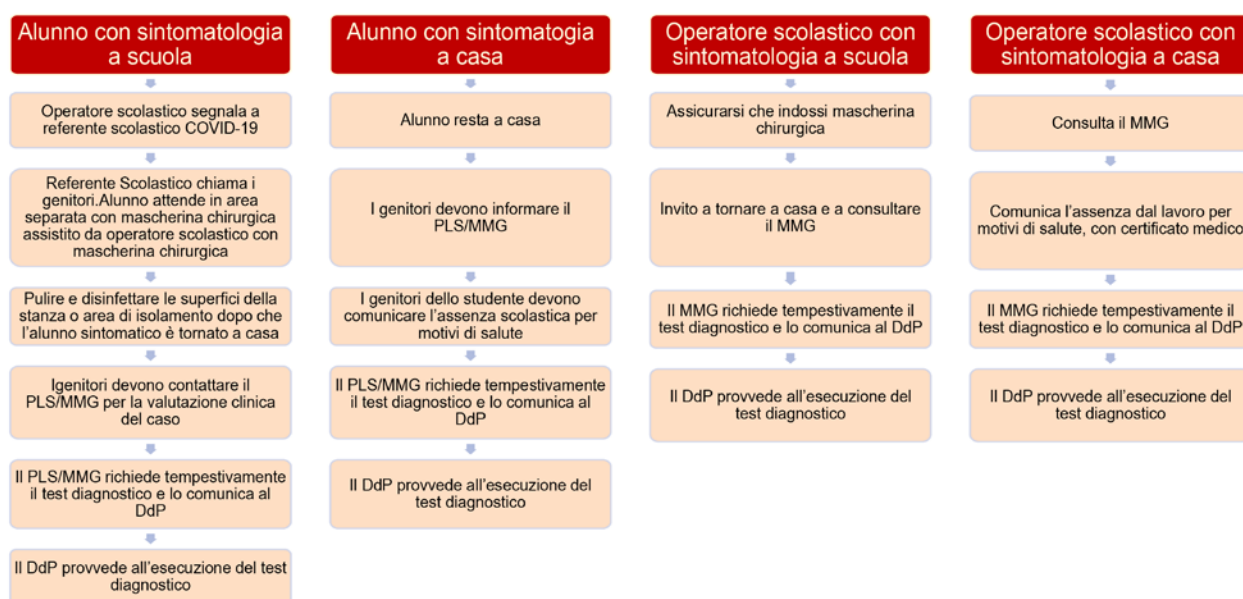 Alunno con sintomatologia
a scuola
Operatore scolastico segnala a
referente scolastico COVID-19
Referente Scolastico chiama i
genitori.Alunno attende in area
separata con mascherina chirurgica
assistito da operatore scolastico con
mascherina chirurgica
Pulire e disinfettare le superfici della
stanza o area di isolamento dopo che
l'alunno sintomatico è tornato a casa
Igenitori devono contattare il
PLS/MMG per la valutazione clinica
del caso
Il PLS/MMG richiede tempestivamente
il test diagnostico e lo comunica al
DdP
Il DdP provvede all'esecuzione del test
diagnostico
Alunno con sintomatogia
a casa
Alunno resta a casa
I genitori devono informare il
PLS/MMG
I genitori dello studente devono
comunicare l'assenza scolastica per
motivi di salute
Il PLS/MMG richiede tempestivamente
il test diagnostico e lo comunica al
DdP
Il DdP provvede all'esecuzione del
test diagnostico
Operatore scolastico con
sintomatologia a scuola
Assicurarsi che indossi mascherina
chirurgica
Invito a tornare a casa e a consultare
il MMG
Il MMG richiede tempestivamente il
test diagnostico e lo comunica al DdP
Il DdP provvede all'esecuzione del
test diagnostico
Operatore scolastico con
sintomatologia a casa
Consulta il MMG
Comunica l'assenza dal lavoro per
motivi di salute, con certificato medico
Il MMG richiede tempestivamente il
test diagnostico e lo comunica al DdP
Il DdP provvede all'esecuzione del
test diagnostico